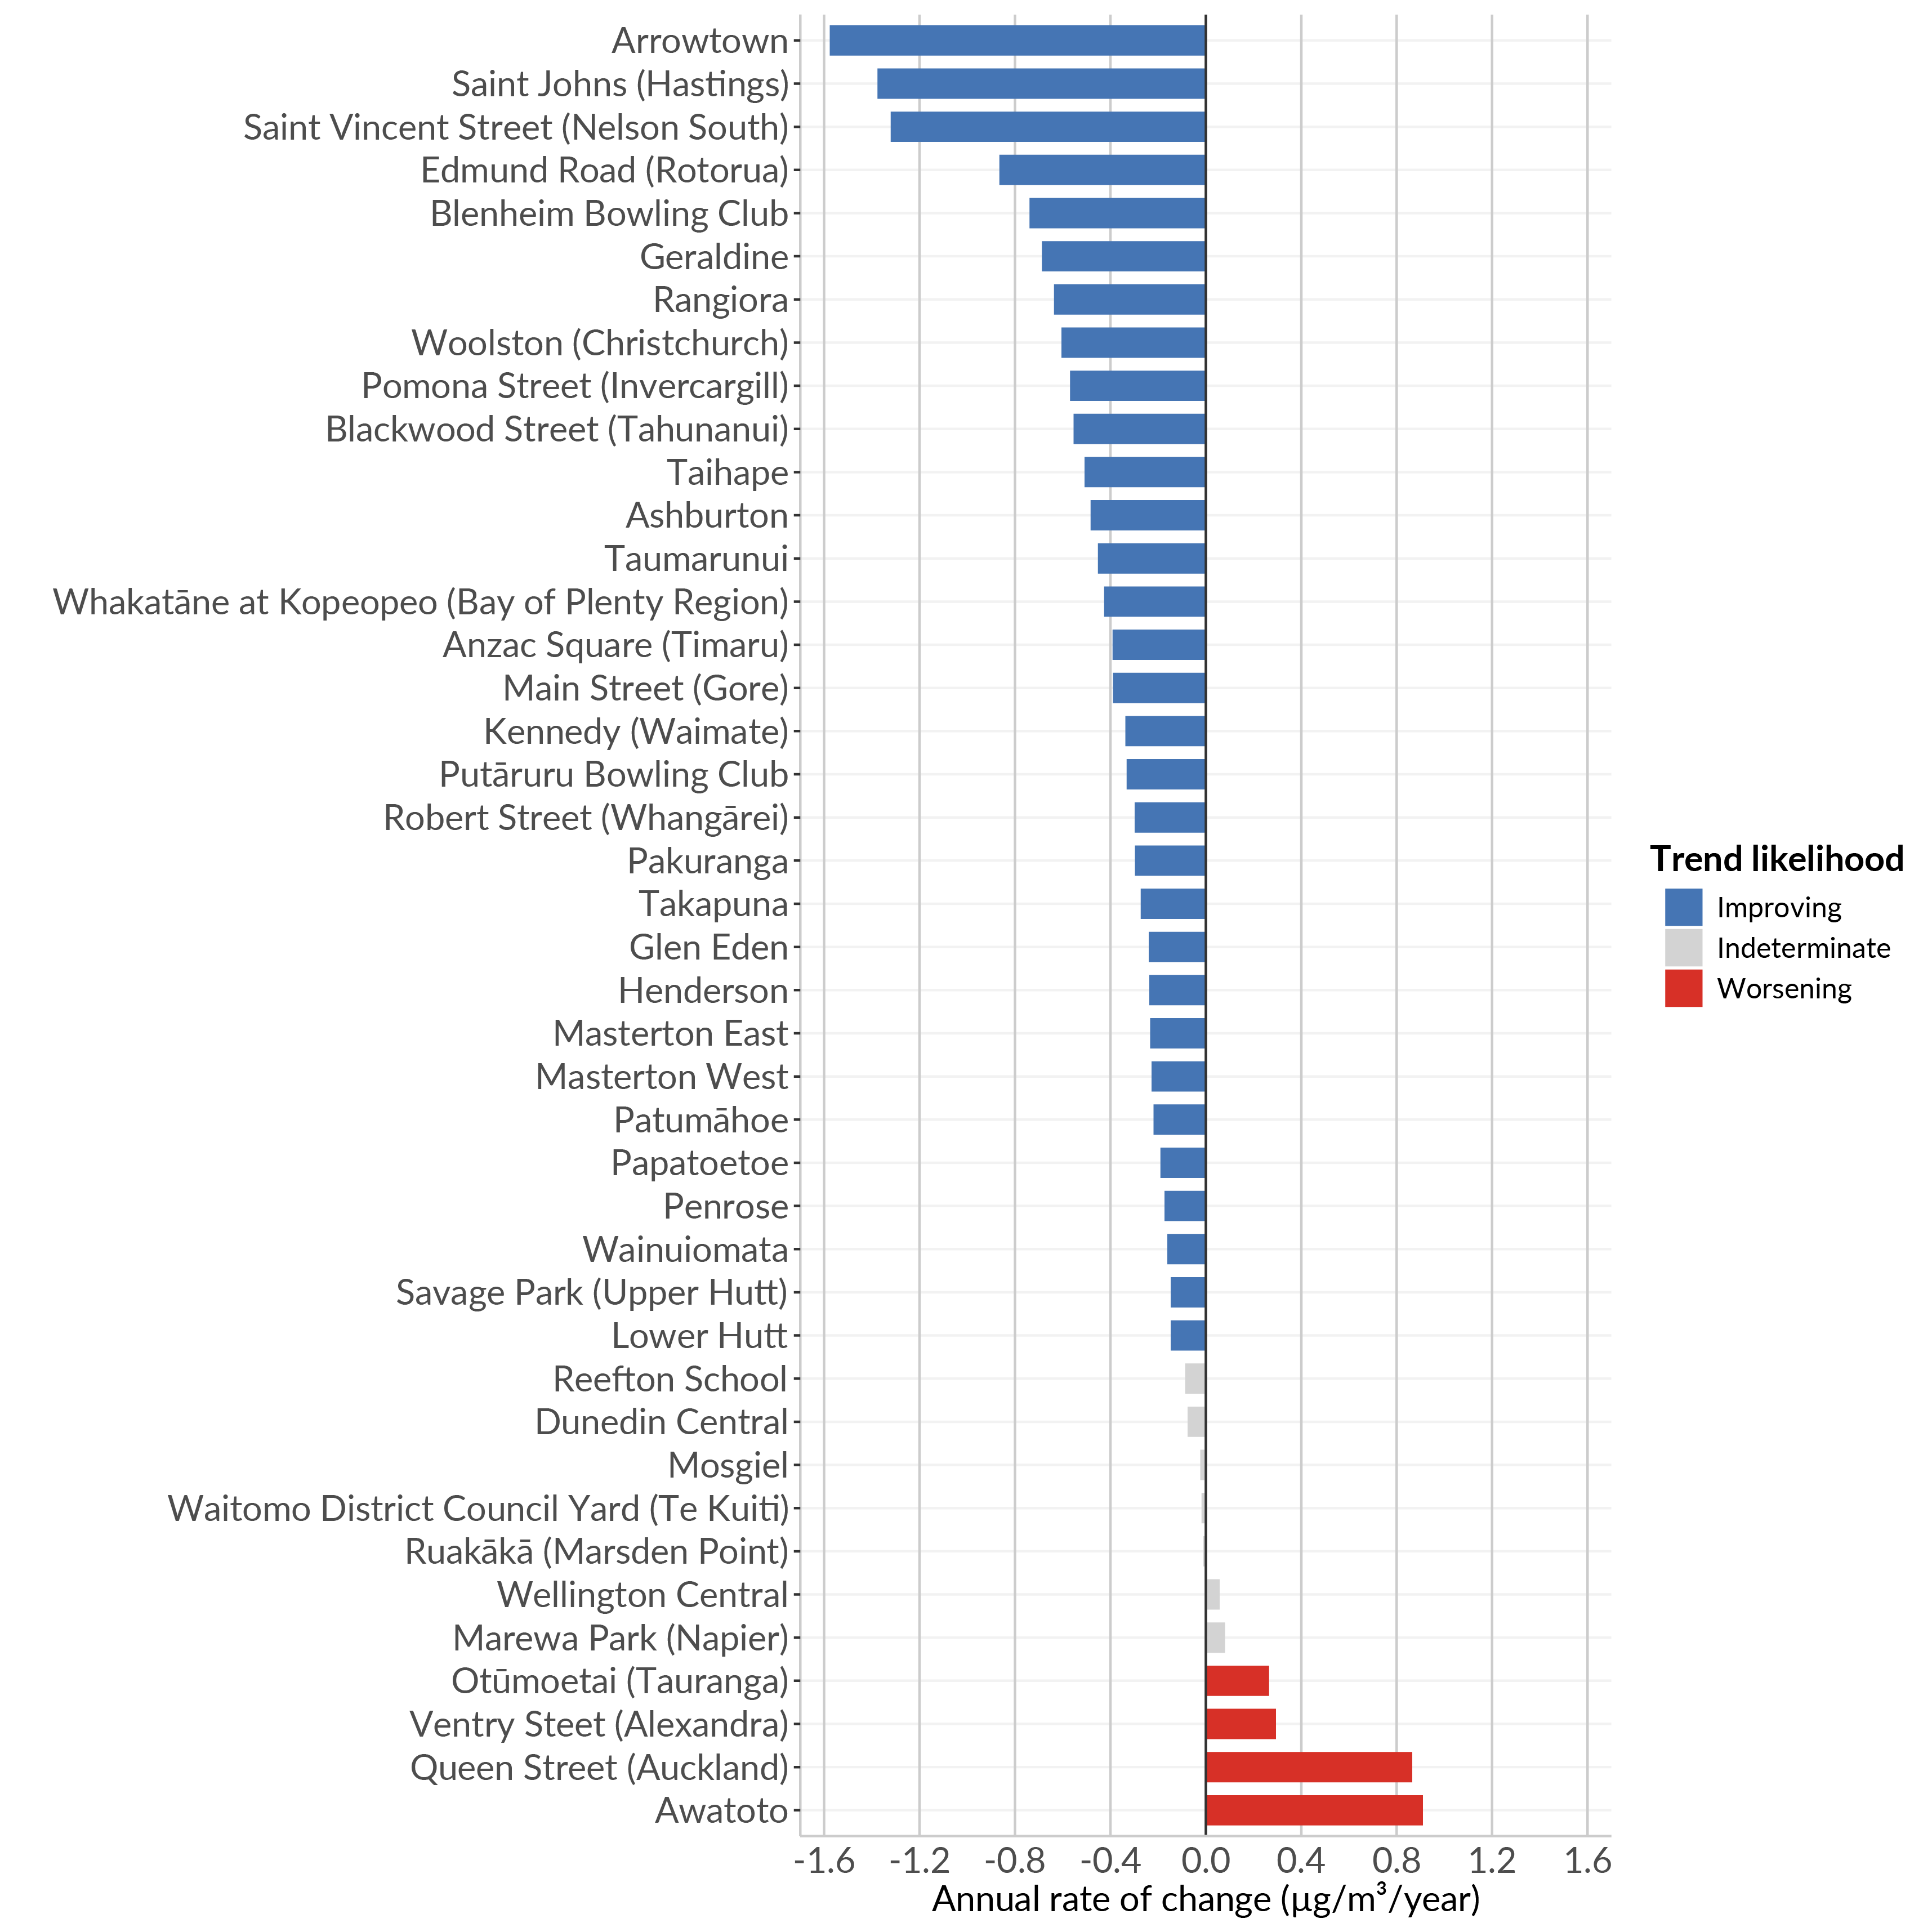 Arrowtown
Saint Johns (Hastings)
Saint Vincent Street (Nelson South)
Edmund Road (Rotorua)
Blenheim Bowling Club
Geraldine
Rangiora
Woolston (Christchurch)
Pomona Street (Invercargill)
Blackwood Street (Tahunanui)
Taihape
Ashburton
Taumarunui
Whakatāne at Kopeopeo (Bay of Plenty Region)
Anzac Square (Timaru)
Main Street (Gore)
Kennedy (Waimate)
Putāruru Bowling Club
Robert Street (Whangārei)
Pakuranga
Takapuna
Glen Eden
Henderson
Masterton East
Masterton West
Patumāhoe
Papatoetoe
Penrose
Wainuiomata
Savage Park (Upper Hutt)
Lower Hutt
Reefton School
Dunedin Central
Mosgiel
Waitomo District Council Yard (Te Kuiti)
Ruakākā (Marsden Point)
Wellington Central
Marewa Park (Napier)
Otūmoetai (Tauranga)
Ventry Steet (Alexandra)
Queen Street (Auckland)
Awatoto
-1.6 -1.2 -0.8 -0.4 0.0 0.4 0.8 1.2 1.6
Annual rate of change (µg/m³/year)
Trend likelihood
Improving
Indeterminate
Worsening